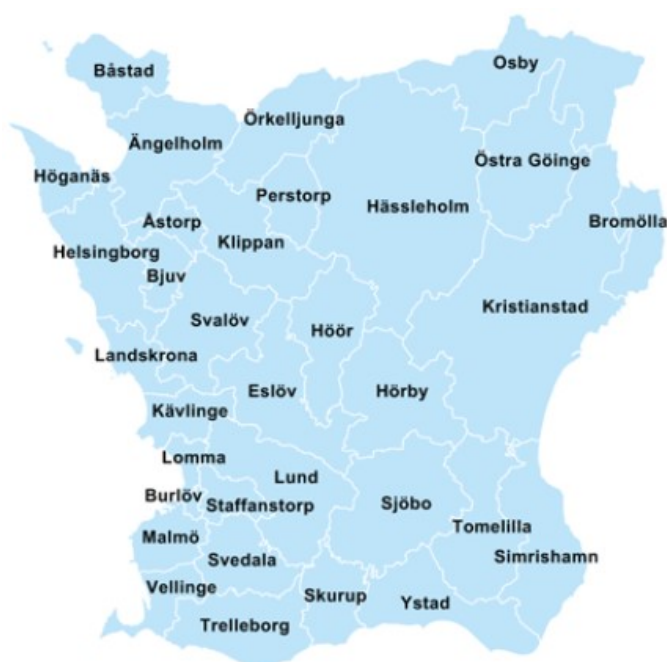 Osby
Båstad
Örkelljunga
Ängelholm
Östra Göinge
Höganäs
Perstorp
Hässleholm
Åstorp
Bromölla
Klippan
Helsingborg
Bjuv
Kristianstad
Svalöv
Höör
Landskrona
Eslöv
Hörby
Kävlinge
Lomma
Lund
Burlöv
Staffanstorp
Sjöbo
Tomelilla
Malmö
Simrishamn
Svedala
Vellinge
Skurup
Ystad
Trelleborg